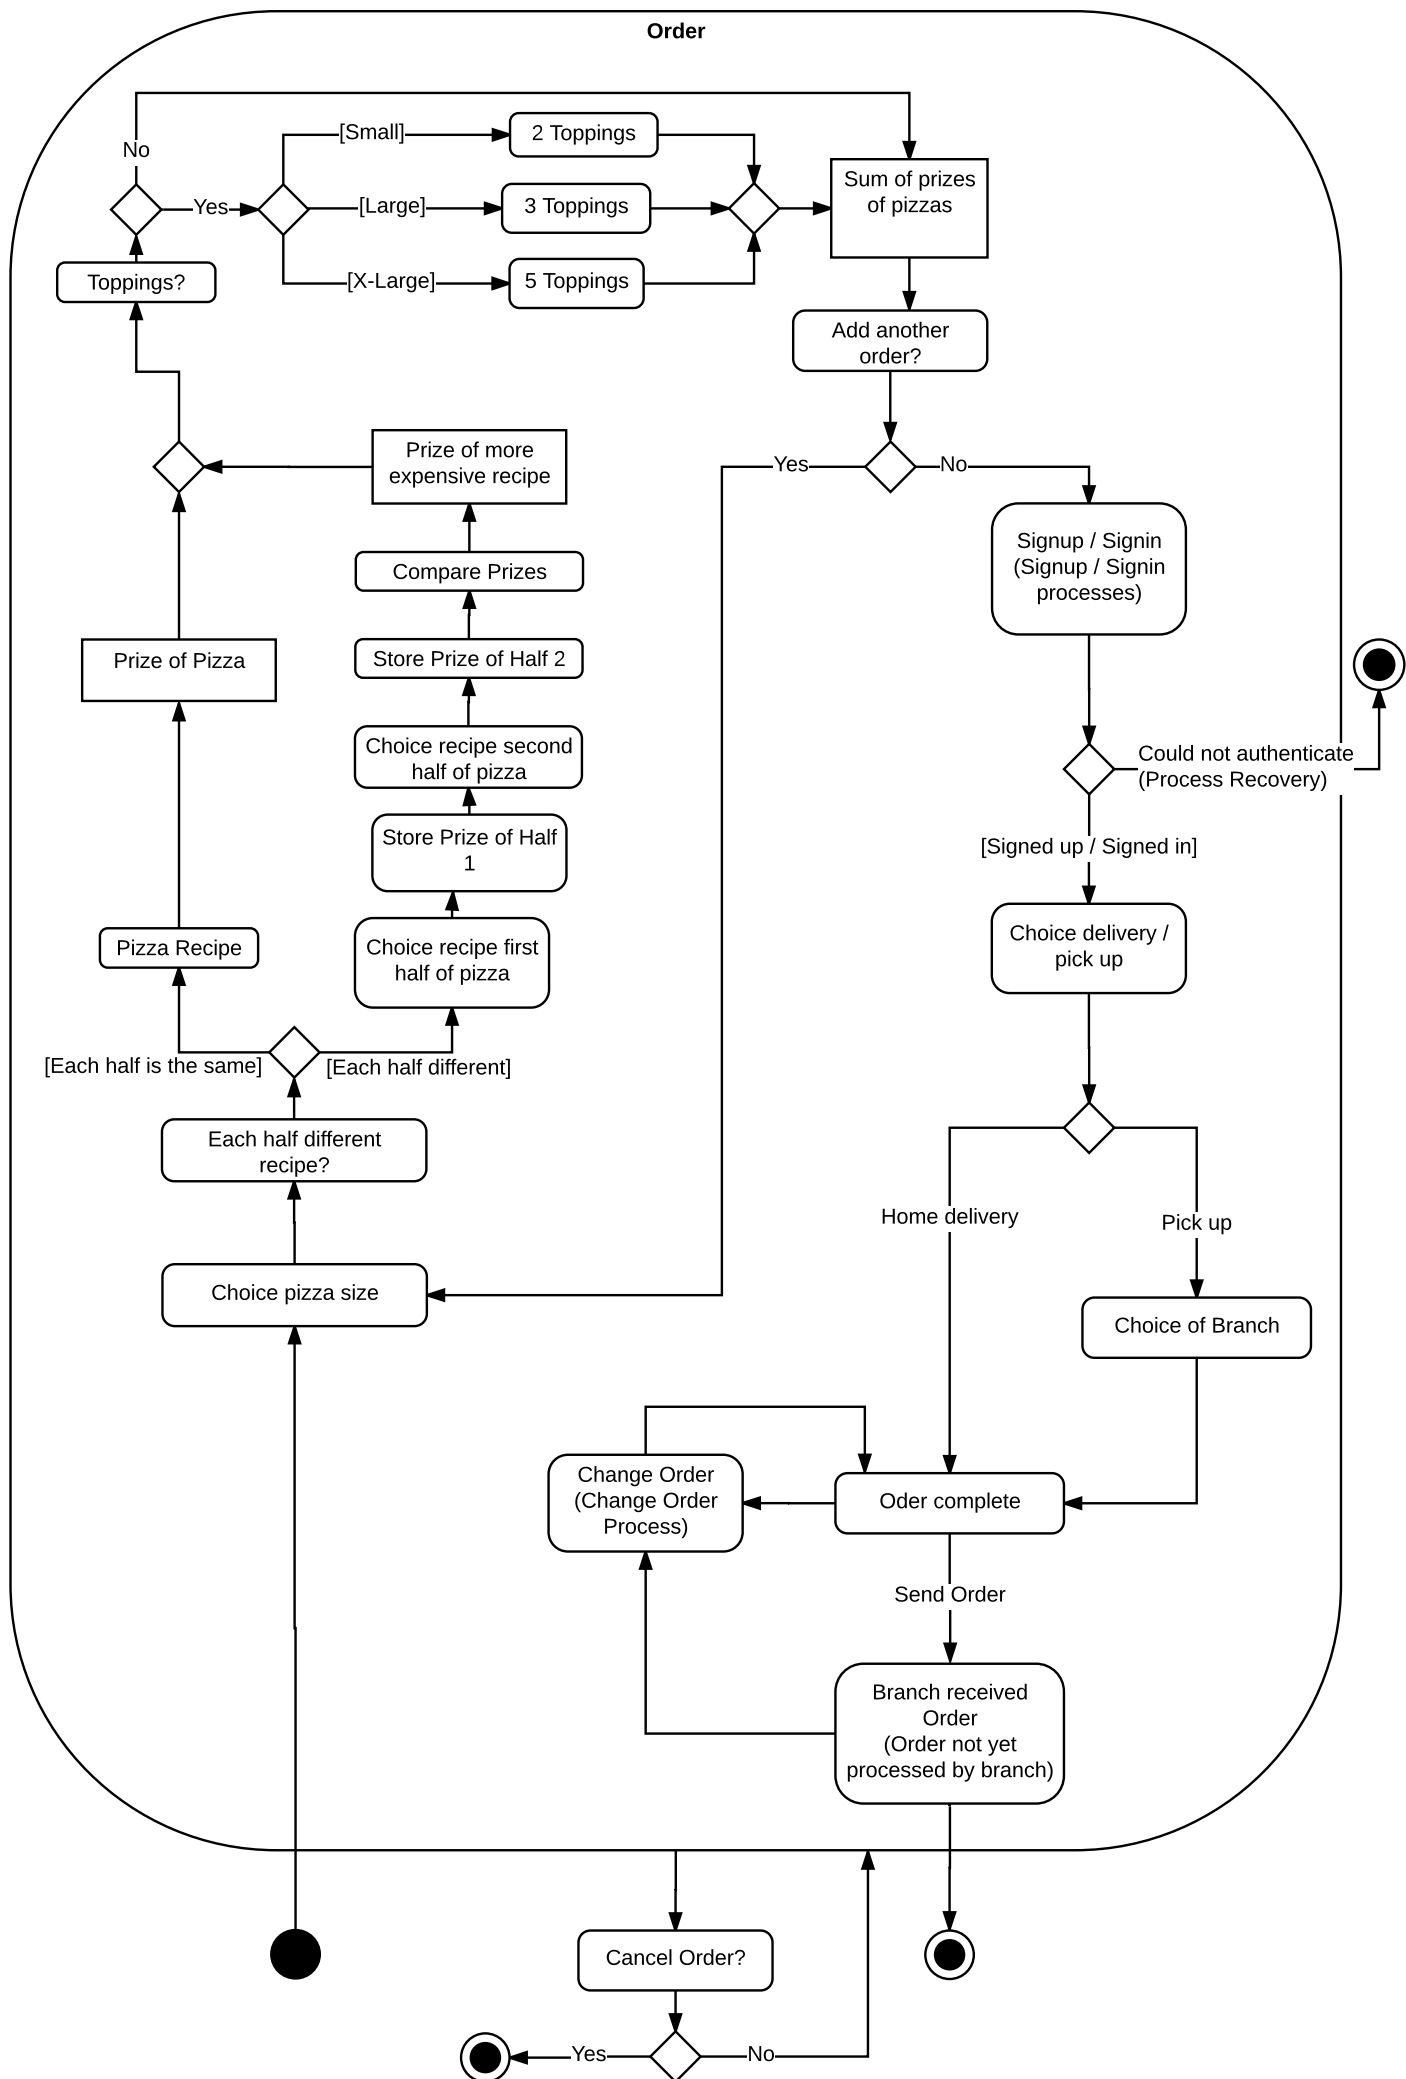 Order
No
[Small]
2 Toppings
Yes
[Large]
3 Toppings
Sum of prizes
of pizzas
Toppings?
[X-Large]
5 Toppings
Add another
order?
Prize of more
expensive recipe
Yes
No
Signup / Signin
(Signup / Signin
processes)
Compare Prizes
Prize of Pizza
Store Prize of Half 2
Choice recipe second
half of pizza
Could not authenticate
(Process Recovery)
Store Prize of Half
1
[Signed up / Signed in]
Pizza Recipe
Choice recipe first
half of pizza
Choice delivery /
pick up
[Each half is the same]
[Each half different]
Each half different
recipe?
Home delivery
Pick up
Choice pizza size
Choice of Branch
Change Order
(Change Order
Process)
Oder complete
Send Order
Branch received
Order
(Order not yet
processed by branch)
Cancel Order?
Yes
No